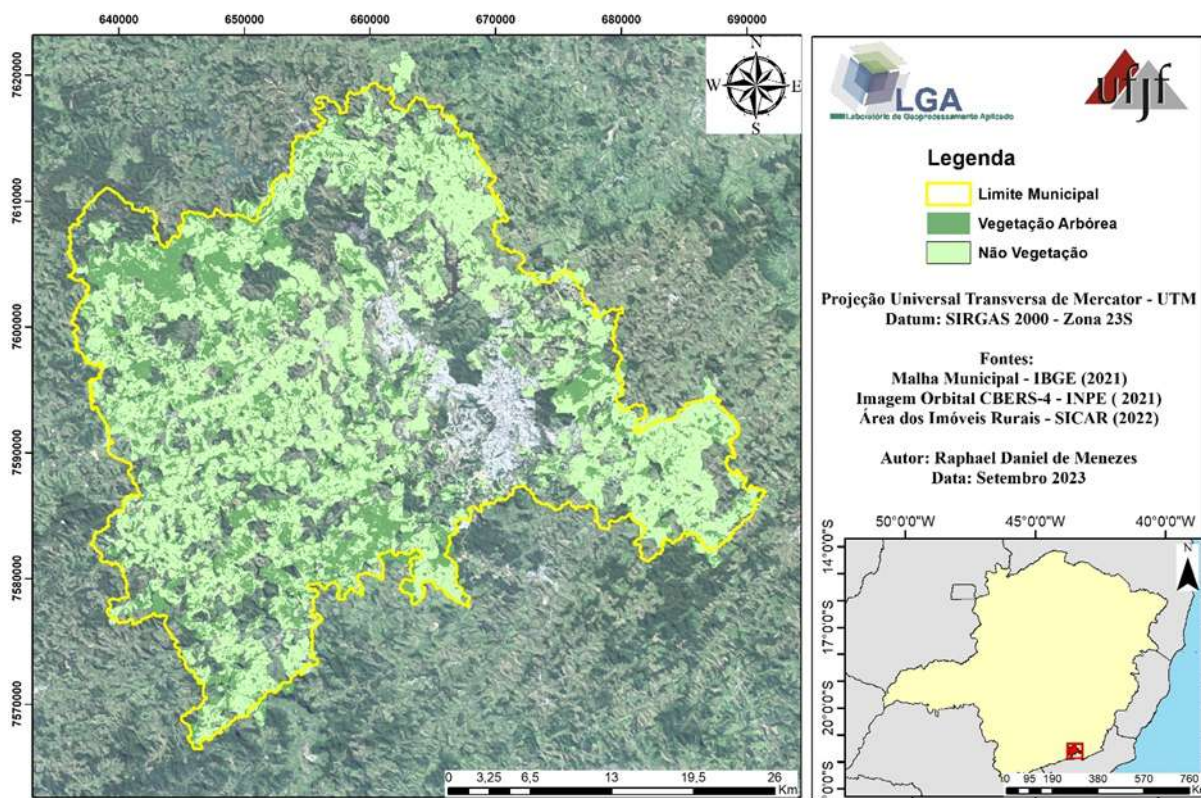 640000 650000 660000 670000 680000 690000
7620000
7610000
7600000
7590000
7580000
7570000
N
W E
S
0 3,25 6,5 13 19,5 26
Km
LGA
Laboratório de Geoprocessamento Aplicado
ufjf
Legenda
Limite Municipal
Vegetação Arbórea
Não Vegetação
Projeção Universal Transversa de Mercator - UTM
Datum: SIRGAS 2000 - Zona 23S
Fontes:
Malha Municipal - IBGE (2021)
Imagem Orbital CBERS-4 - INPE ( 2021)
Área dos Imóveis Rurais - SICAR (2022)
Autor: Raphael Daniel de Menezes
Data: Setembro 2023
50°0'0"W 45°0'0"W 40°0'0"W
14°0'0"S
17°0'0"S
20°0'0"S
N
0 95 190 380 570 760